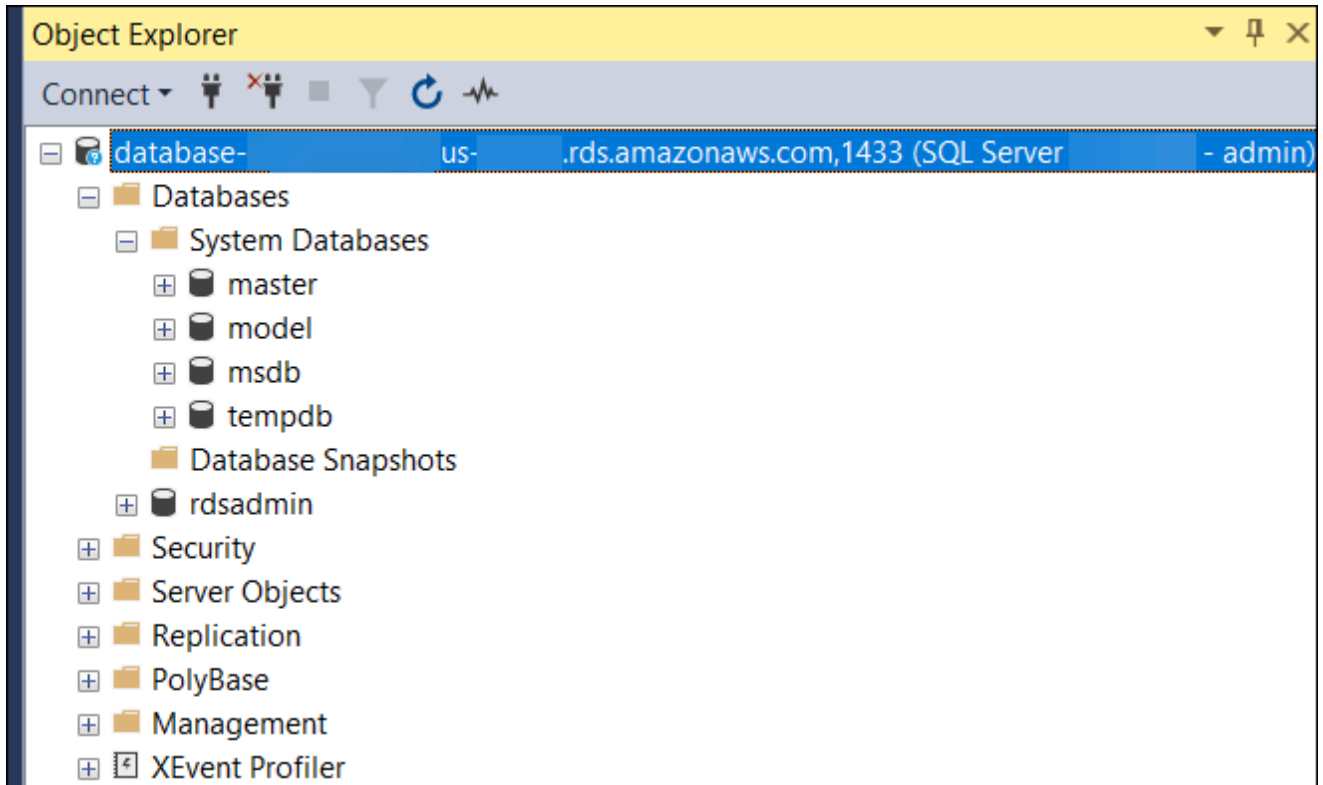 Object Explorer
Connect
database- us- .rds.amazonaws.com,1433 (SQL Server - admin)
Databases
System Databases
master
model
msdb
tempdb
Database Snapshots
rdsadmin
Security
Server Objects
Replication
PolyBase
Management
XEvent Profiler